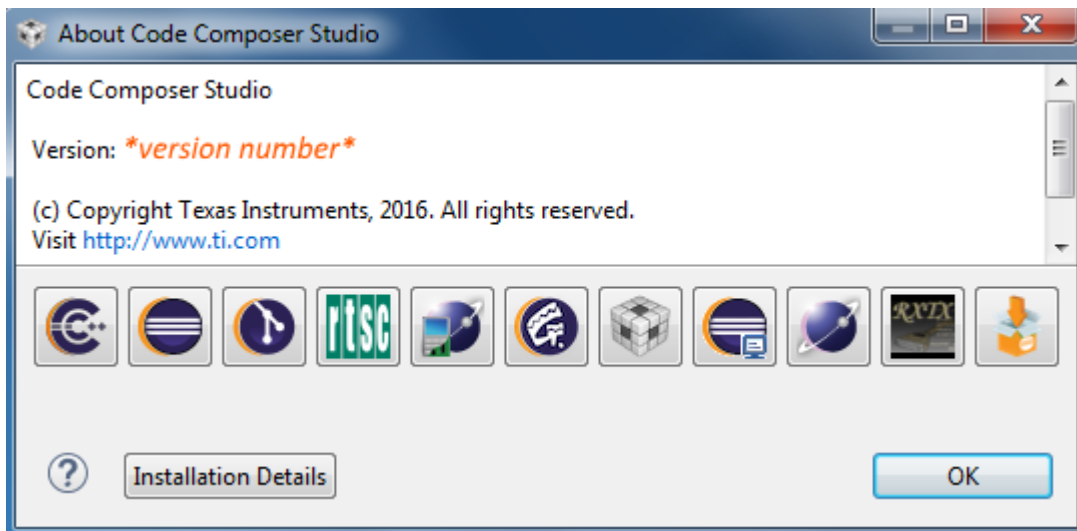 About Code Composer Studio
Code Composer Studio
Version: *version number*
(c) Copyright Texas Instruments, 2016. All rights reserved.
Visit http://www.ti.com
rtsc
RXTX
Installation Details
OK